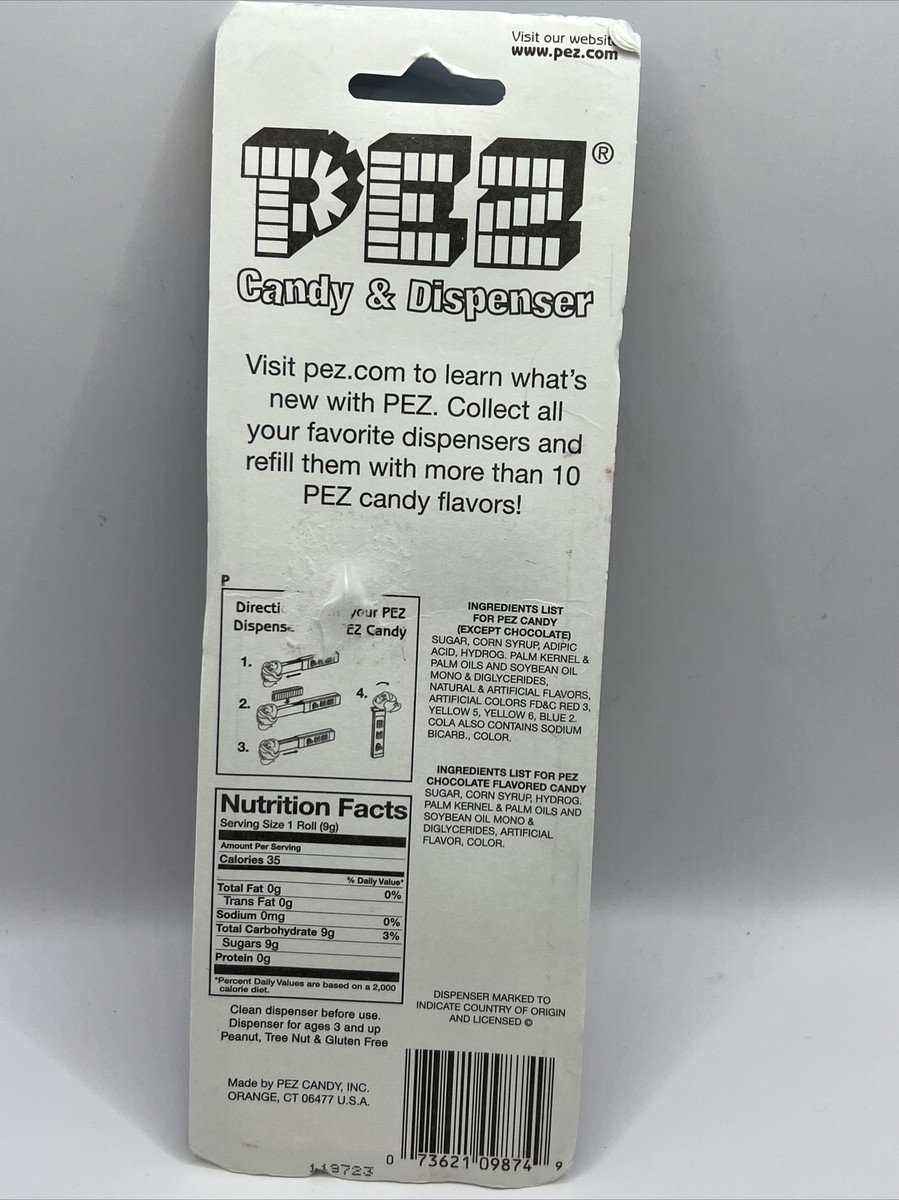 Visit our
www.pez.com
PEZ®
Candy & Dispenser
Visit pez.com to learn what's
new with PEZ. Collect all
your favorite dispensers and
refill them with more than 10
PEZ candy flavors!
P
your PEZ
Candy
1.
2.
3.
4.
Nutrition Facts
Serving Size 1 Roll (9g)
Amount Per Serving
Calories 35
% Daily Value*
Total Fat 0g 0%
Trans Fat 0g
Sodium 0mg 0%
Total Carbohydrate 9g 3%
Sugars 9g
Protein 0g
*Percent Daily Values are based on a 2,000
calorie diet.
Clean dispenser before use.
Dispenser for ages 3 and up
Peanut, Tree Nut & Gluten Free
Made by PEZ CANDY, INC.
ORANGE, CT 06477 U.S.A.
INGREDIENTS LIST
FOR PEZ CANDY
(EXCEPT CHOCOLATE)
SUGAR, CORN SYRUP, ADIPIC
ACID, HYDROG. PALM KERNEL &
PALM OILS AND SOYBEAN OIL
MONO & DIGLYCERIDES,
NATURAL & ARTIFICIAL FLAVORS,
ARTIFICIAL COLORS FD&C RED 3,
YELLOW 5, YELLOW 6, BLUE 2.
COLA ALSO CONTAINS SODIUM
BICARB., COLOR.
INGREDIENTS LIST FOR PEZ
CHOCOLATE FLAVORED CANDY
SUGAR, CORN SYRUP, HYDROG.
PALM KERNEL & PALM OILS AND
SOYBEAN OIL MONO &
DIGLYCERIDES, ARTIFICIAL
FLAVOR, COLOR.
DISPENSER MARKED TO
INDICATE COUNTRY OF ORIGIN
AND LICENSED ©
0 73621 09874 9